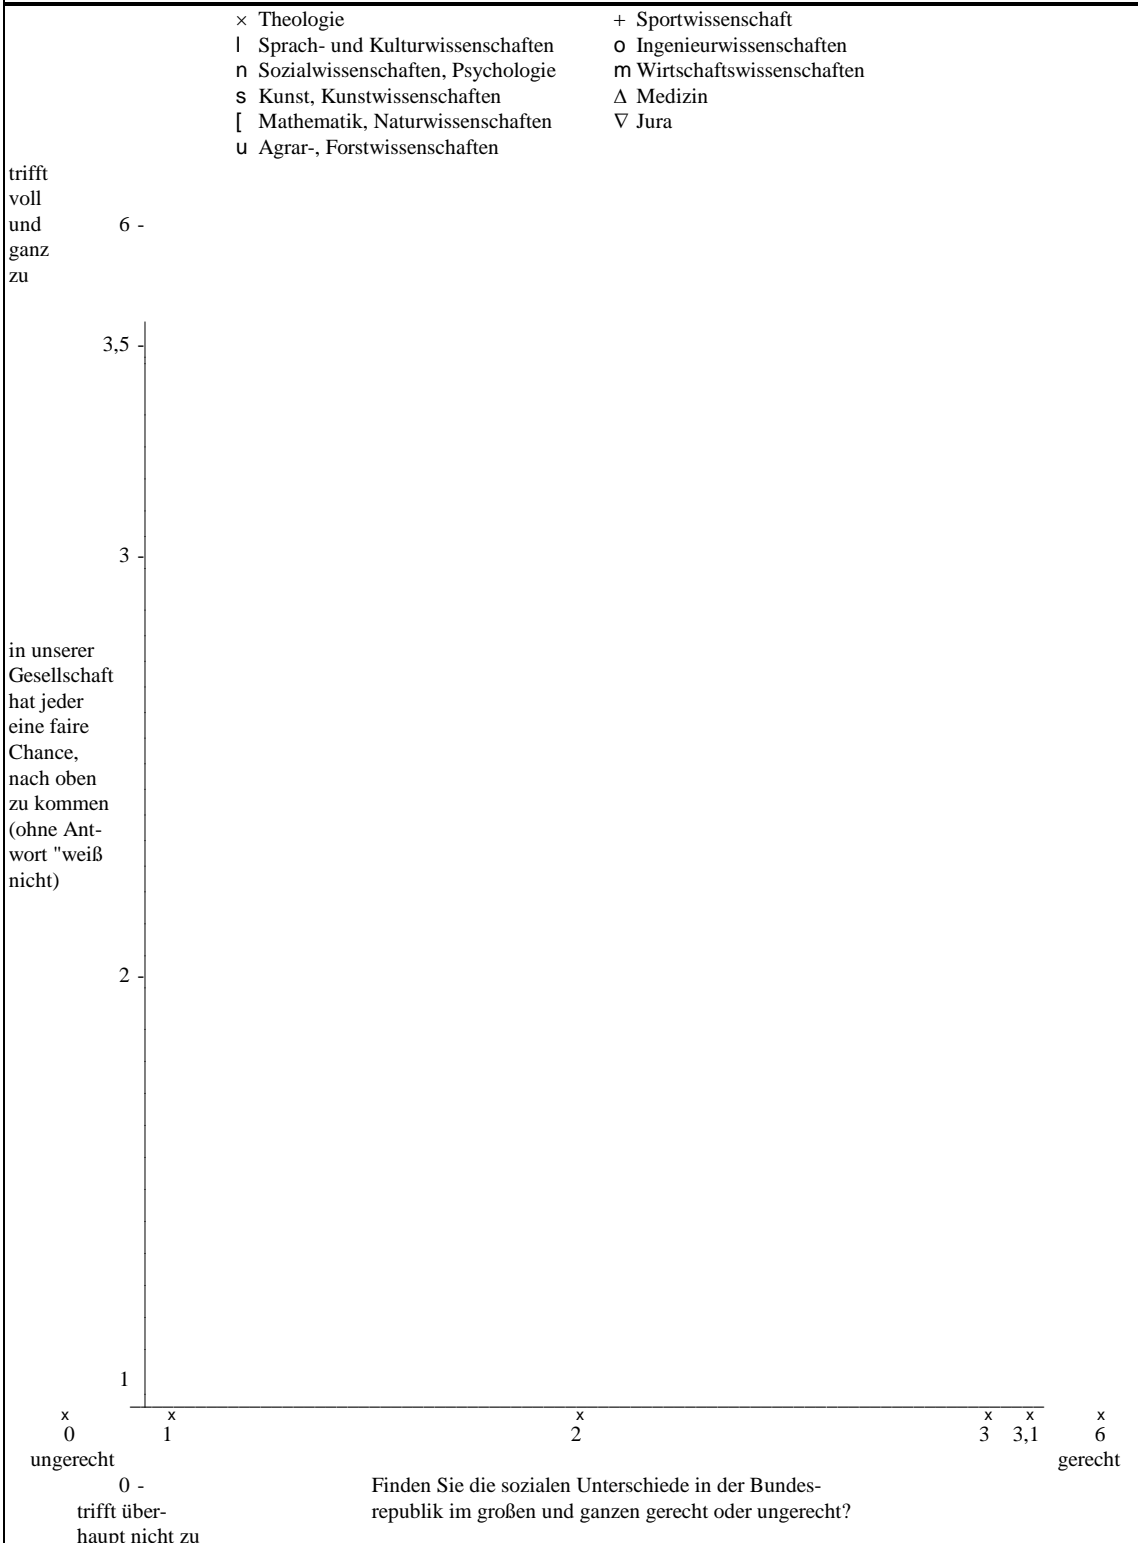 × Theologie + Sportwissenschaft
l Sprach- und Kulturwissenschaften o Ingenieurwissenschaften
n Sozialwissenschaften, Psychologie m Wirtschaftswissenschaften
s Kunst, Kunstwissenschaften Δ Medizin
[ Mathematik, Naturwissenschaften ∇ Jura
u Agrar-, Forstwissenschaften
trifft
voll
und 6 -
ganz
zu
3,5 -
3 -
in unserer
Gesellschaft
hat jeder
eine faire
Chance,
nach oben
zu kommen
(ohne Ant-
wort "weiß
nicht)
2 -
1
x x x x x x
0 1 2 3 3,1 6
ungerecht gerecht
0 - Finden Sie die sozialen Unterschiede in der Bundes-
trifft über- republik im großen und ganzen gerecht oder ungerecht?
haupt nicht zu